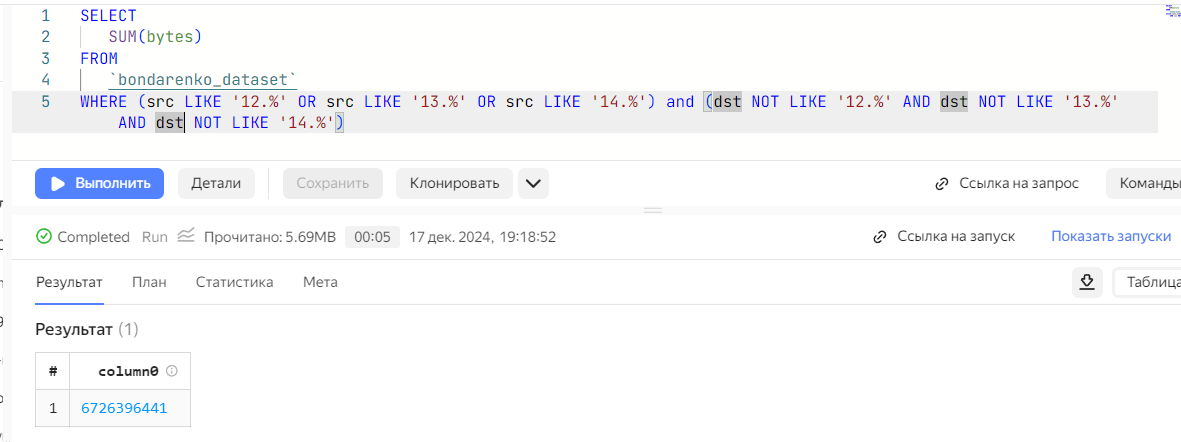 1 SELECT
2 SUM(bytes)
3 FROM
4 `bondarenko_dataset`
5 WHERE (src LIKE '12.%' OR src LIKE '13.%' OR src LIKE '14.%') and (dst NOT LIKE '12.%' AND dst NOT LIKE '13.%'
AND dst NOT LIKE '14.%')
Выполнить Детали Сохранить Клонировать Ссылка на запрос Команды
Completed Run Прочитано: 5.69MB 00:05 17 дек. 2024, 19:18:52 Ссылка на запуск Показать запуски
Результат План Статистика Мета Таблица
Результат (1)
# column0
1 6726396441